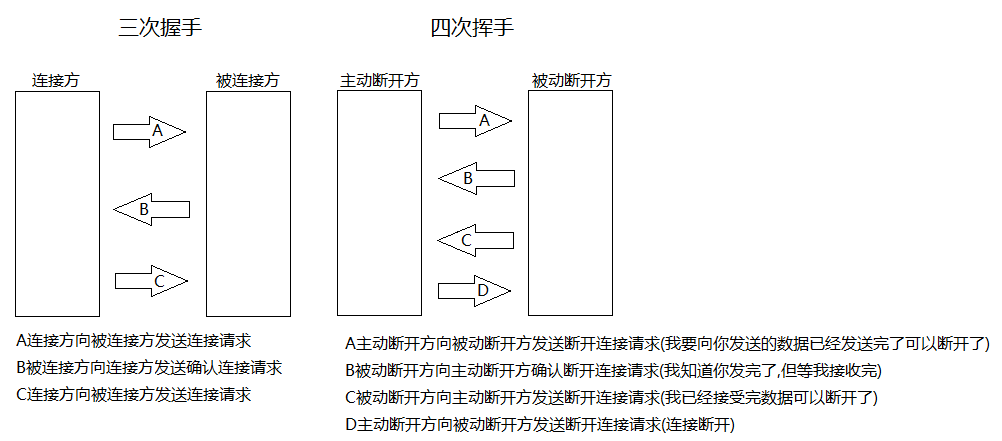 三次握手
连接方
被连接方
A
B
C
A连接方向被连接方发送连接请求
B被连接方向连接方发送确认连接请求
C连接方向被连接方发送连接请求
四次挥手
主动断开方
被动断开方
A
B
C
D
A主动断开方向被动断开方发送断开连接请求(我要向你发送的数据已经发送完了可以断开了)
B被动断开方向主动断开方确认断开连接请求(我知道你发完了,但等我接收完)
C被动断开方向主动断开方发送断开连接请求(我已经接受完数据可以断开了)
D主动断开方向被动断开方发送断开连接请求(连接断开)